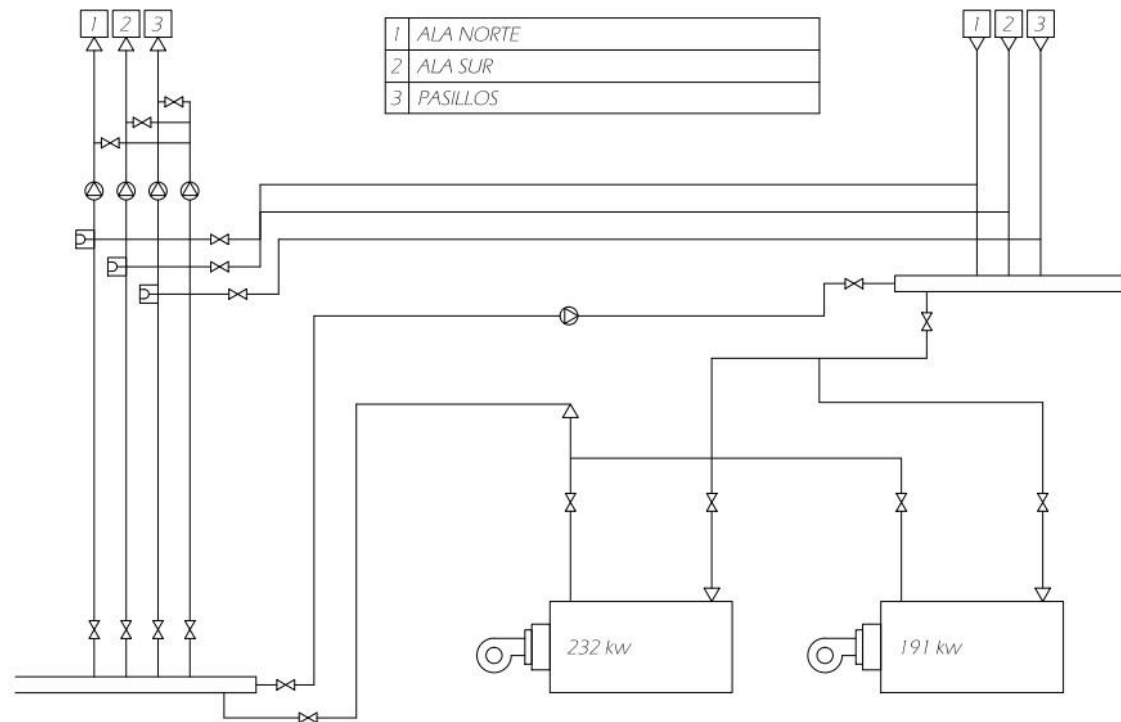 1 2 3
1 ALA NORTE
2 ALA SUR
3 PASILLOS
1 2 3
232 kw
191 kw